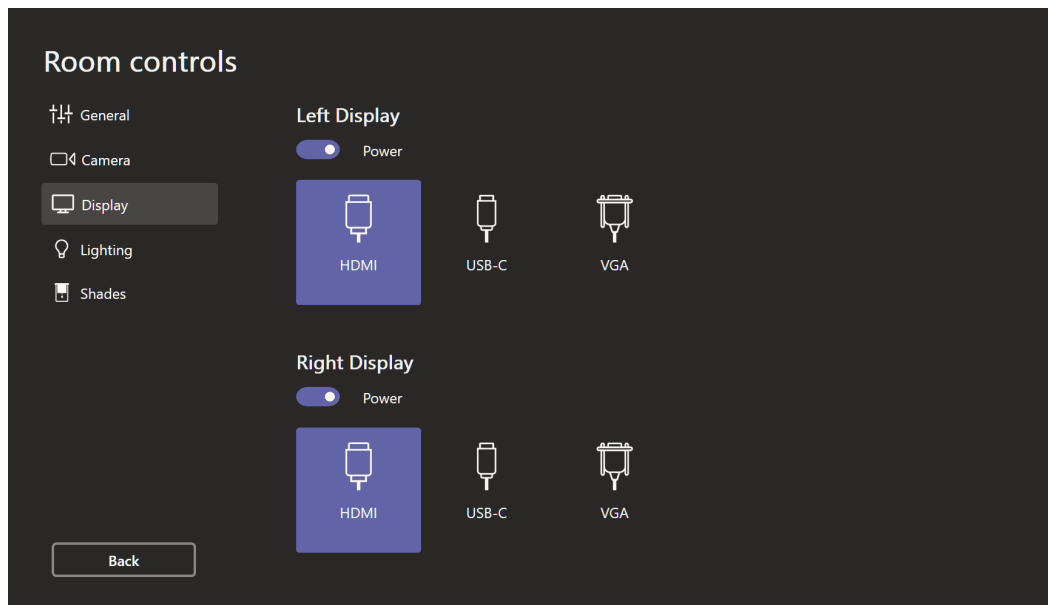 Room controls
General
Camera
Display
Lighting
Shades
Back
Left Display
Power
HDMI USB-C VGA
Right Display
Power
HDMI USB-C VGA